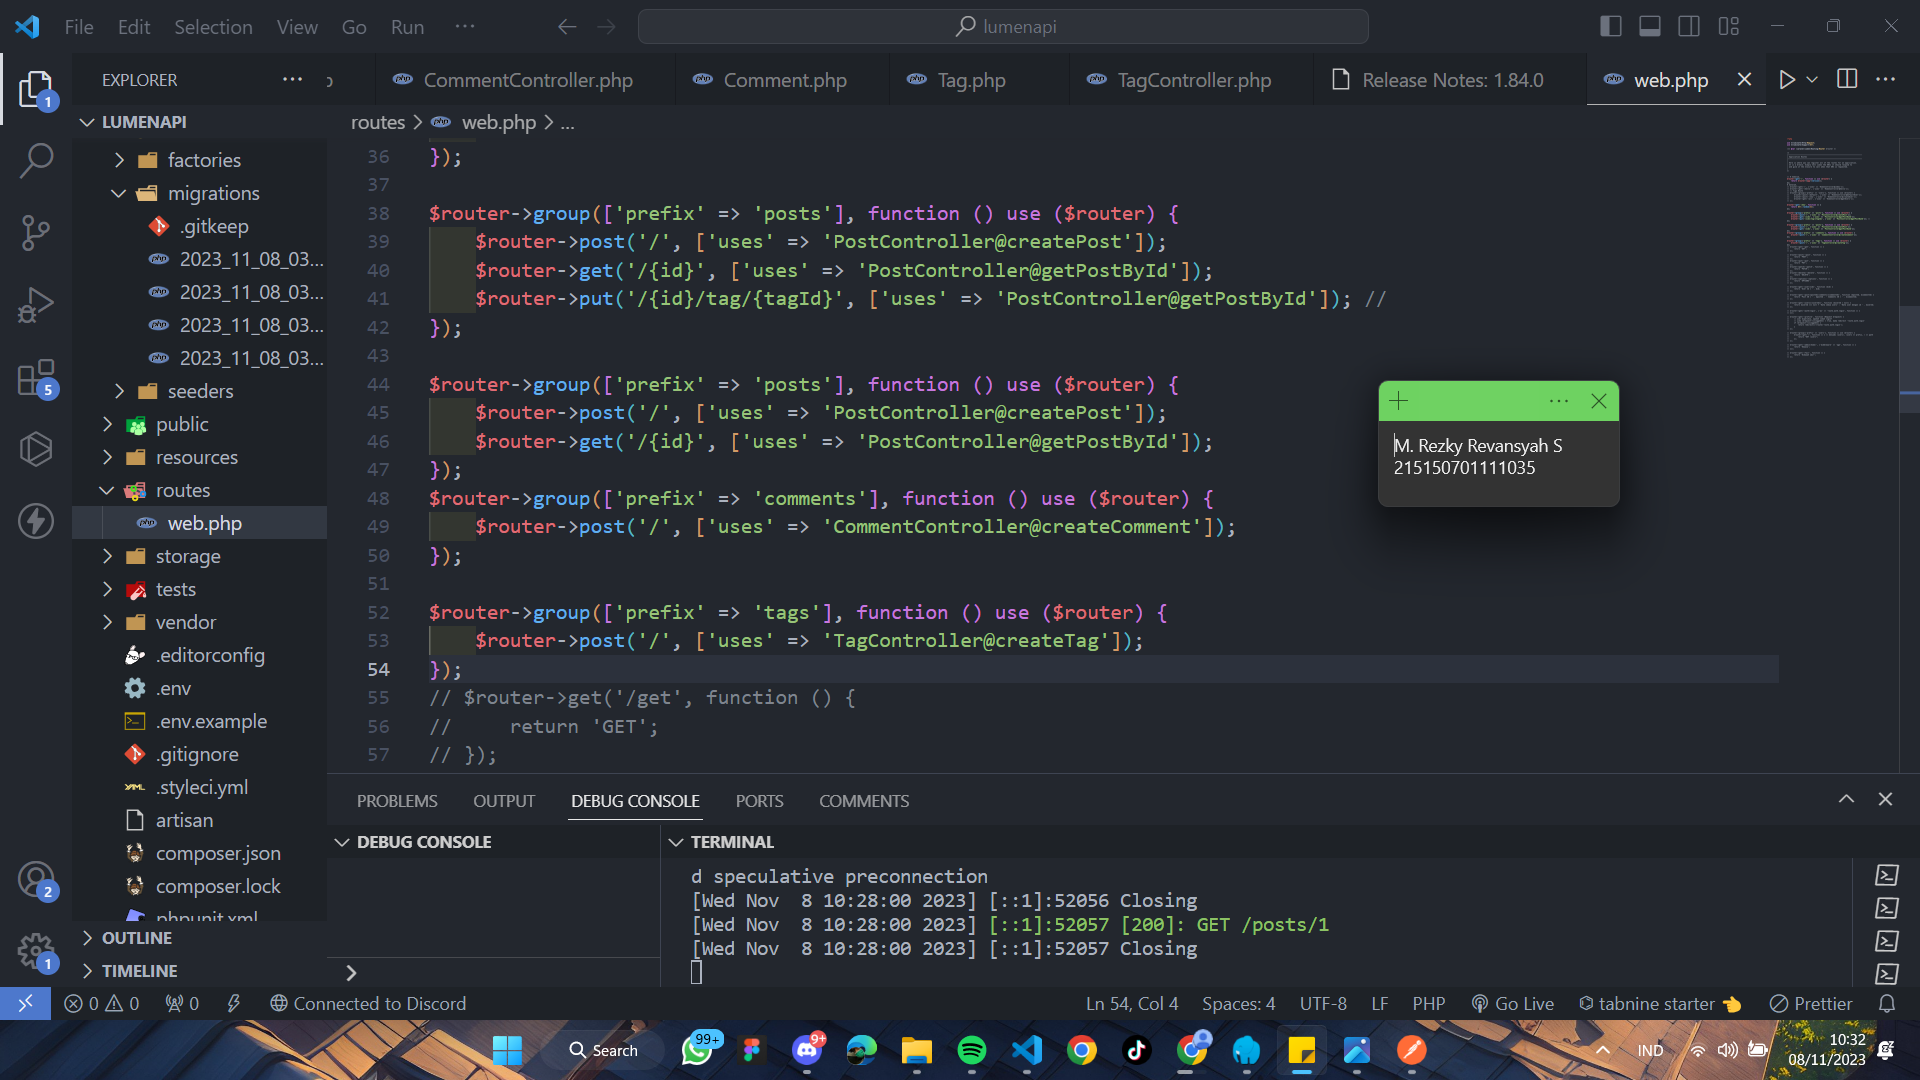 File Edit Selection View Go Run ···
lumenapi
EXPLORER ···
CommentController.php
Comment.php
Tag.php
TagController.php
Release Notes: 1.84.0
web.php
routes > web.php > ...
LUMENAPI
factories
migrations
.gitkeep
2023_11_08_03...
2023_11_08_03...
2023_11_08_03...
2023_11_08_03...
seeders
public
resources
routes
web.php
storage
tests
vendor
.editorconfig
.env
.env.example
.gitignore
.styleci.yml
artisan
composer.json
composer.lock
phpunit.xml
OUTLINE
TIMELINE
36 });
37
38 $router->group(['prefix' => 'posts'], function () use ($router) {
39 $router->post('/', ['uses' => 'PostController@createPost']);
40 $router->get('/{id}', ['uses' => 'PostController@getPostById']);
41 $router->put('/{id}/tag/{tagId}', ['uses' => 'PostController@getPostById']); //
42 });
43
44 $router->group(['prefix' => 'posts'], function () use ($router) {
45 $router->post('/', ['uses' => 'PostController@createPost']);
46 $router->get('/{id}', ['uses' => 'PostController@getPostById']);
47 });
48 $router->group(['prefix' => 'comments'], function () use ($router) {
49 $router->post('/', ['uses' => 'CommentController@createComment']);
50 });
51
52 $router->group(['prefix' => 'tags'], function () use ($router) {
53 $router->post('/', ['uses' => 'TagController@createTag']);
54 });
55 // $router->get('/get', function () {
56 // return 'GET';
57 // });
M. Rezky Revansyah S
215150701111035
PROBLEMS OUTPUT DEBUG CONSOLE PORTS COMMENTS
DEBUG CONSOLE
TERMINAL
d speculative preconnection
[Wed Nov  8 10:28:00 2023] [::1]:52056 Closing
[Wed Nov  8 10:28:00 2023] [::1]:52057 [200]: GET /posts/1
[Wed Nov  8 10:28:00 2023] [::1]:52057 Closing
1
5
2
1
0 0 0 Connected to Discord
Ln 54, Col 4 Spaces: 4 UTF-8 LF PHP Go Live tabnine starter Prettier
Search
99+
9+
IND
10:32
08/11/2023